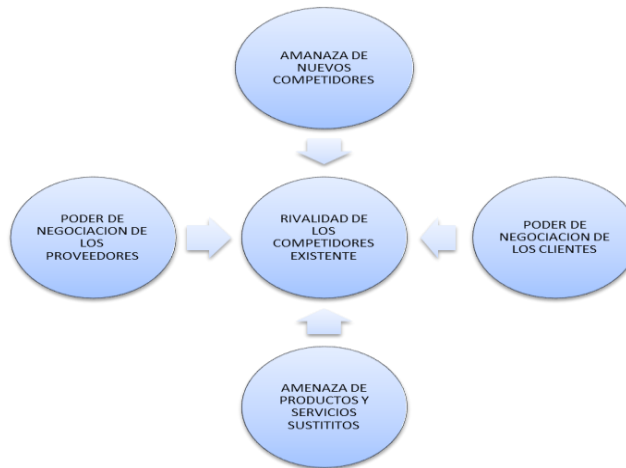 AMANAZA DE
NUEVOS
COMPETIDORES
PODER DE
NEGOCIACION DE
LOS
PROVEEDORES
RIVALIDAD DE
LOS
COMPETIDORES
EXISTENTE
PODER DE
NEGOCIACION DE
LOS CLIENTES
AMENAZA DE
PRODUCTOS Y
SERVICIOS
SUSTITITOS